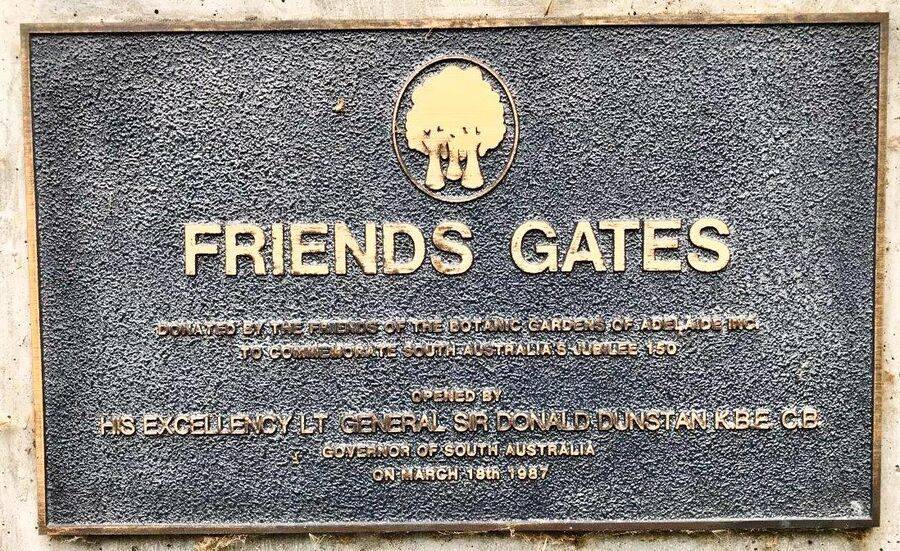 FRIENDS GATES
DONATED BY THE FRIENDS OF THE BOTANIC GARDENS OF ADELAIDE INC.
TO COMMEMORATE SOUTH AUSTRALIA'S JUBILEE 150
OPENED BY
HIS EXCELLENCY LT GENERAL SIR DONALD DUNSTAN K.B.E. C.B.
GOVERNOR OF SOUTH AUSTRALIA
ON MARCH 18th 1987